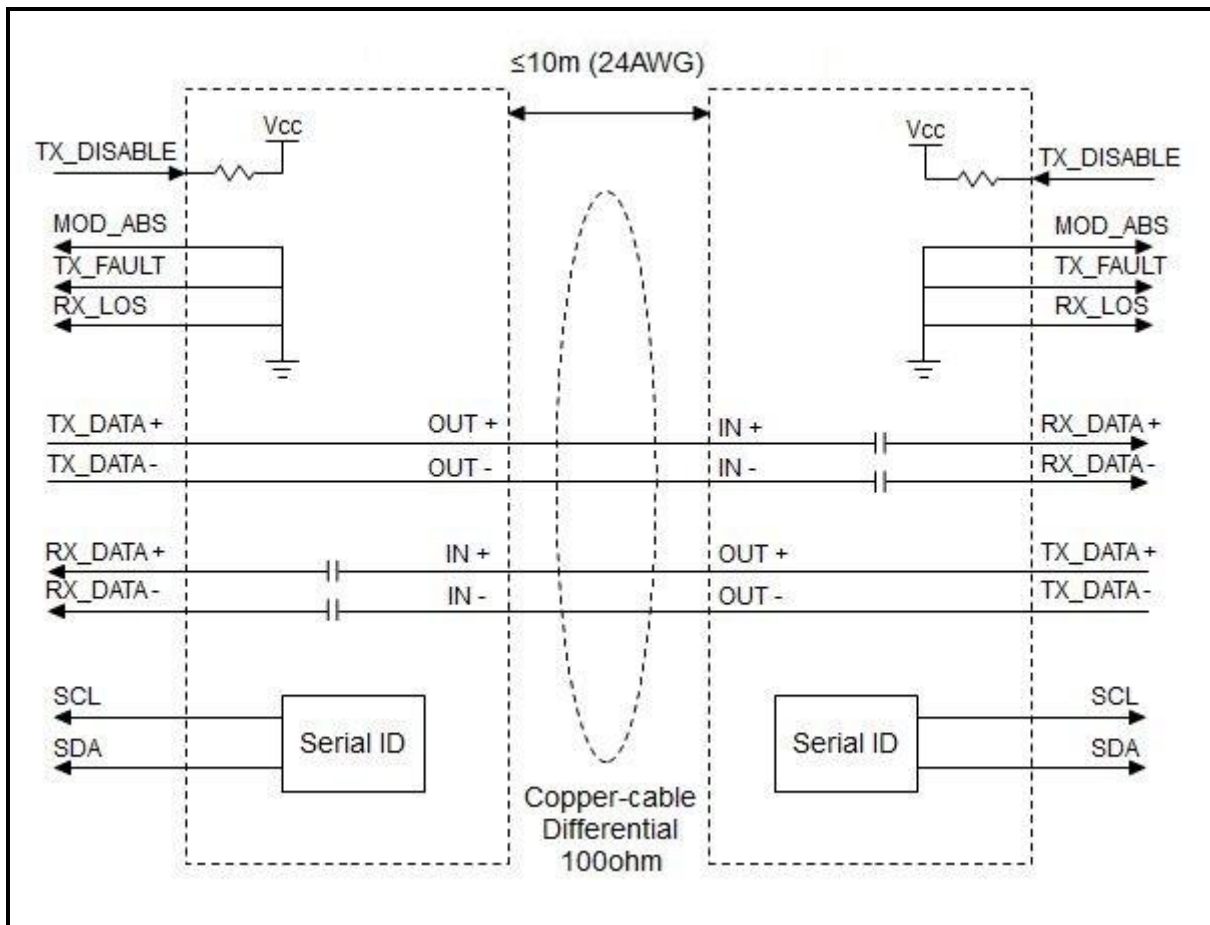 ≤10m (24AWG)
Vcc
Vcc
TX_DISABLE
TX_DISABLE
MOD_ABS
MOD_ABS
TX_FAULT
TX_FAULT
RX_LOS
RX_LOS
TX_DATA+
OUT +
IN +
RX_DATA+
TX_DATA-
OUT -
IN -
RX_DATA-
RX_DATA+
IN +
OUT +
TX_DATA+
RX_DATA-
IN -
OUT -
TX_DATA-
SCL
SCL
Serial ID
Serial ID
SDA
SDA
Copper-cable
Differential
100ohm